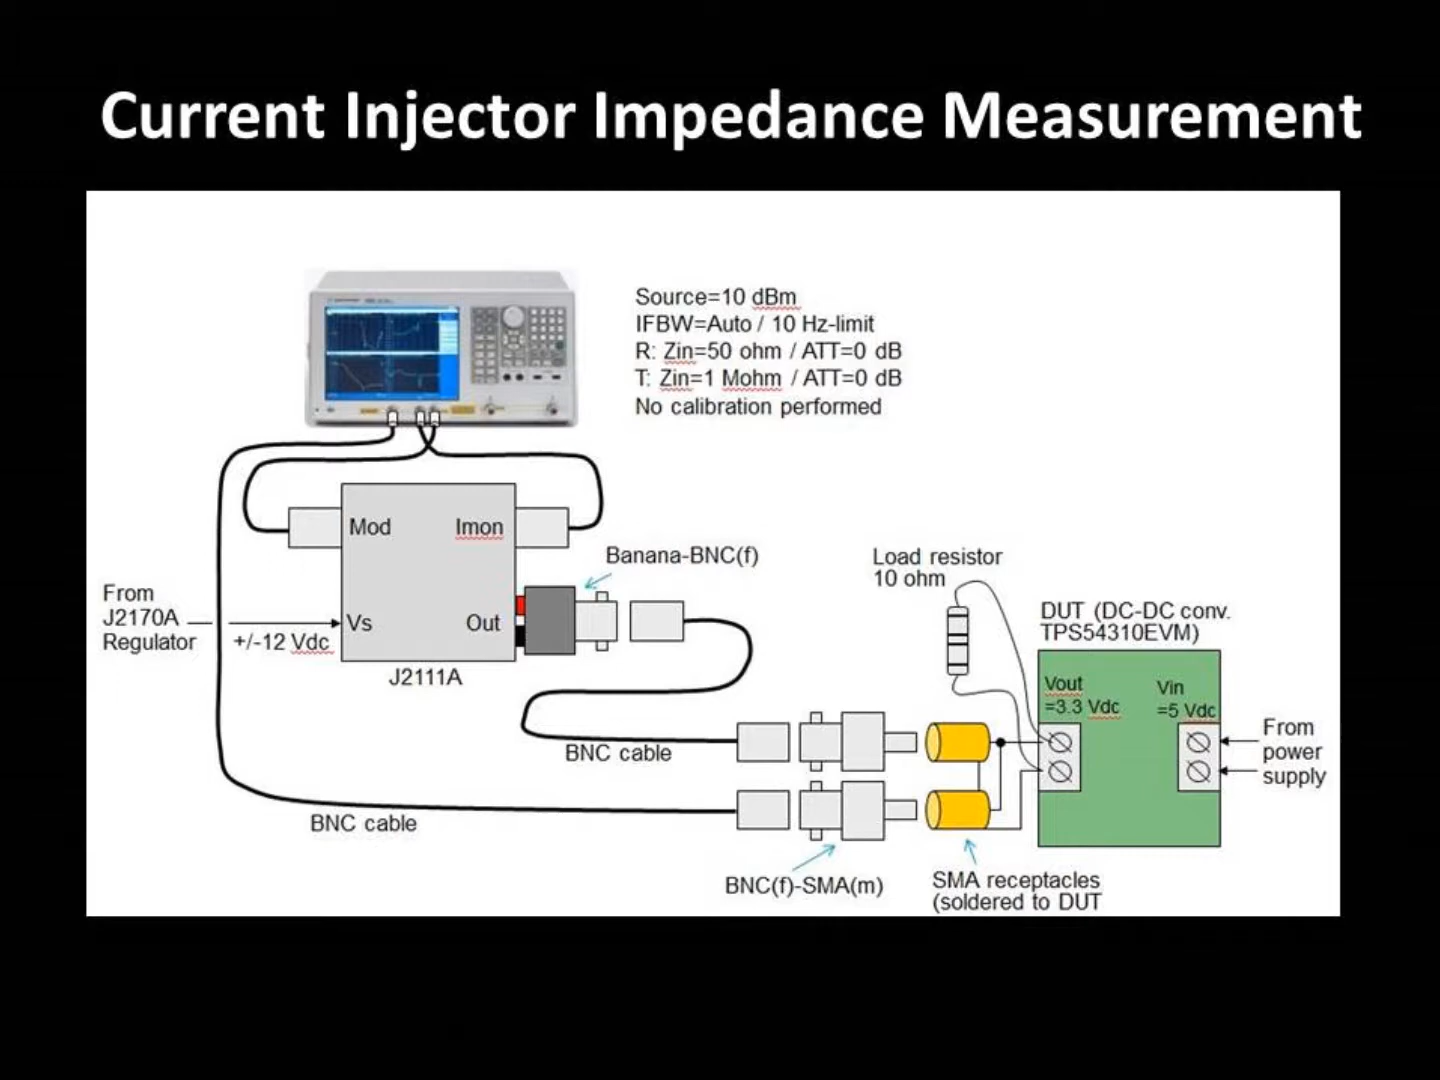 Current Injector Impedance Measurement
Source=10 dBm
IFBW=Auto / 10 Hz-limit
R: Zin=50 ohm / ATT=0 dB
T: Zin=1 Mohm / ATT=0 dB
No calibration performed
Mod
Imon
Banana-BNC(f)
Load resistor
10 ohm
From
J2170A
Regulator
+/-12 Vdc
Vs
Out
J2111A
DUT (DC-DC conv.
TPS54310EVM)
Vout
=3.3 Vdc
Vin
=5 Vdc
From
power
supply
BNC cable
BNC cable
BNC(f)-SMA(m)
SMA receptacles
(soldered to DUT